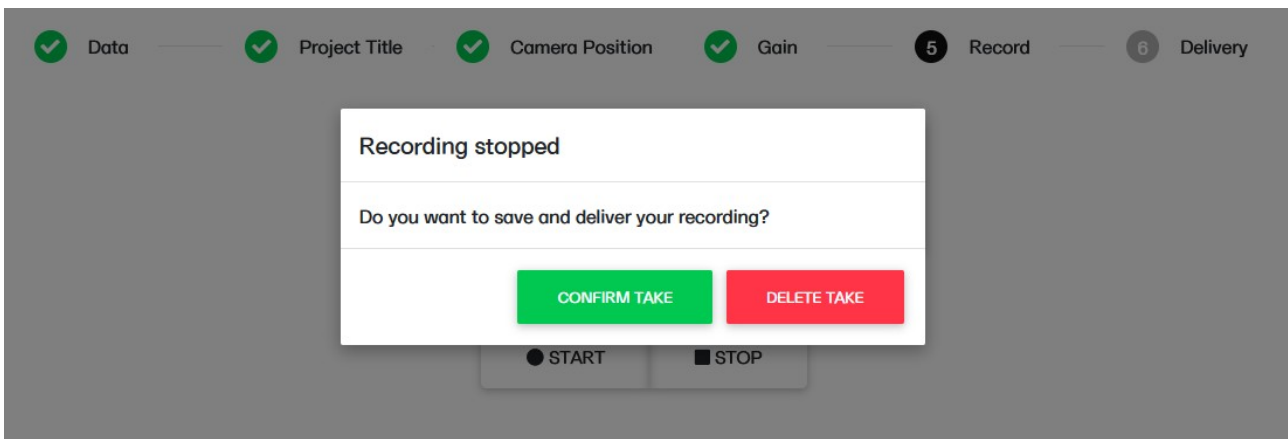 Data Project Title Camera Position Gain 5 Record 6 Delivery
Recording stopped
Do you want to save and deliver your recording?
CONFIRM TAKE DELETE TAKE
START STOP